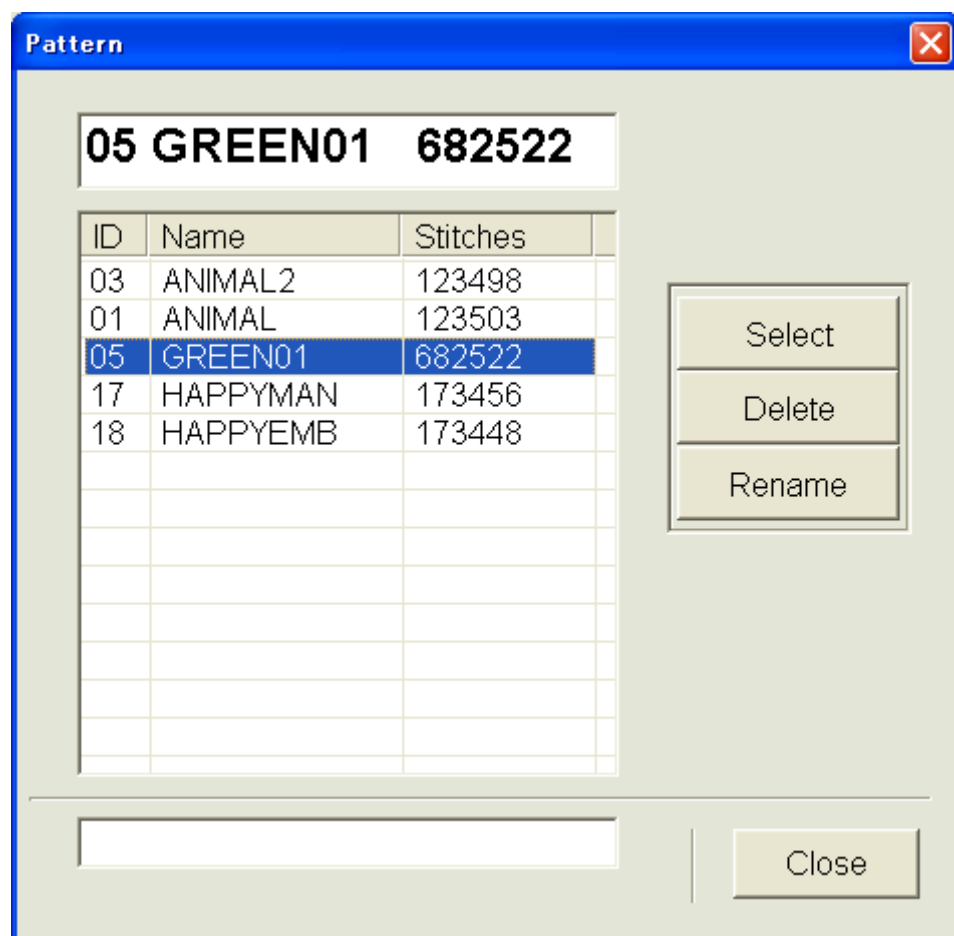 Pattern
05 GREEN01 682522
ID Name Stitches
03 ANIMAL2 123498
01 ANIMAL 123503
05 GREEN01 682522
17 HAPPYMAN 173456
18 HAPPYEMB 173448
Select
Delete
Rename
Close